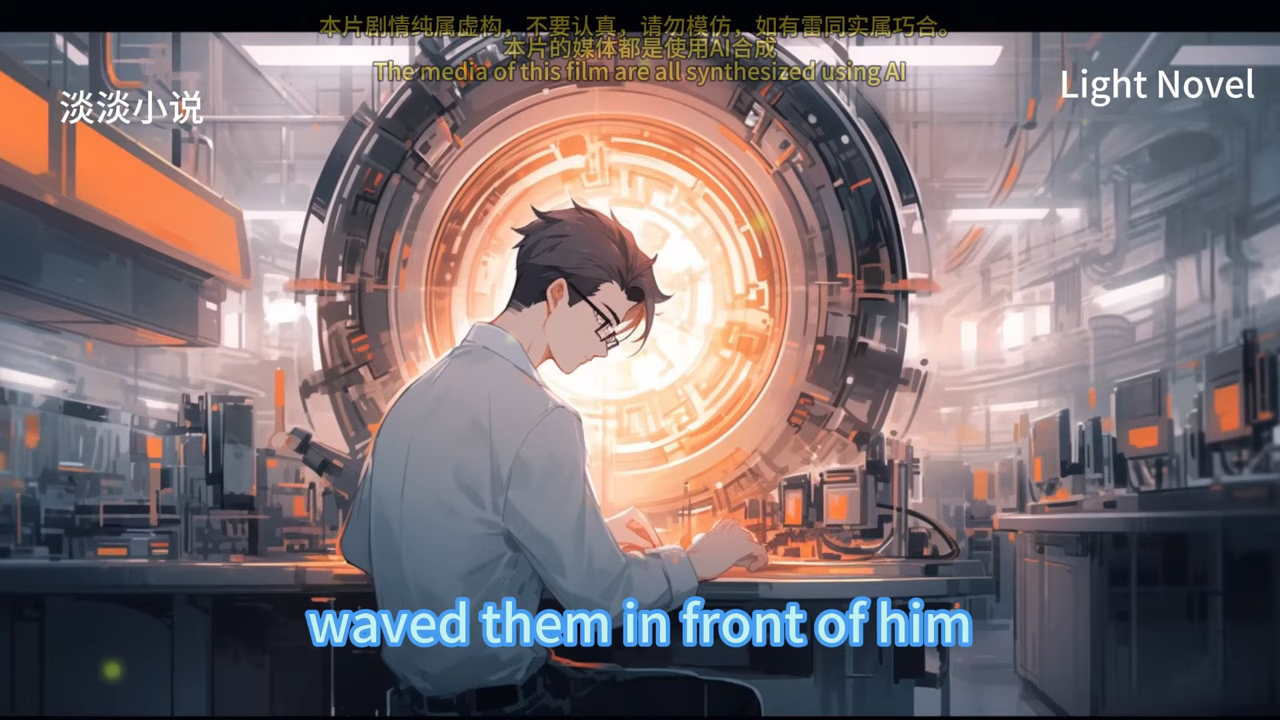 本片剧情纯属虚构，不要认真，请勿模仿，如有雷同实属巧合。
本片的媒体都是使用AI合成
The media of this film are all synthesized using AI
淡淡小说
Light Novel
waved them in front of him